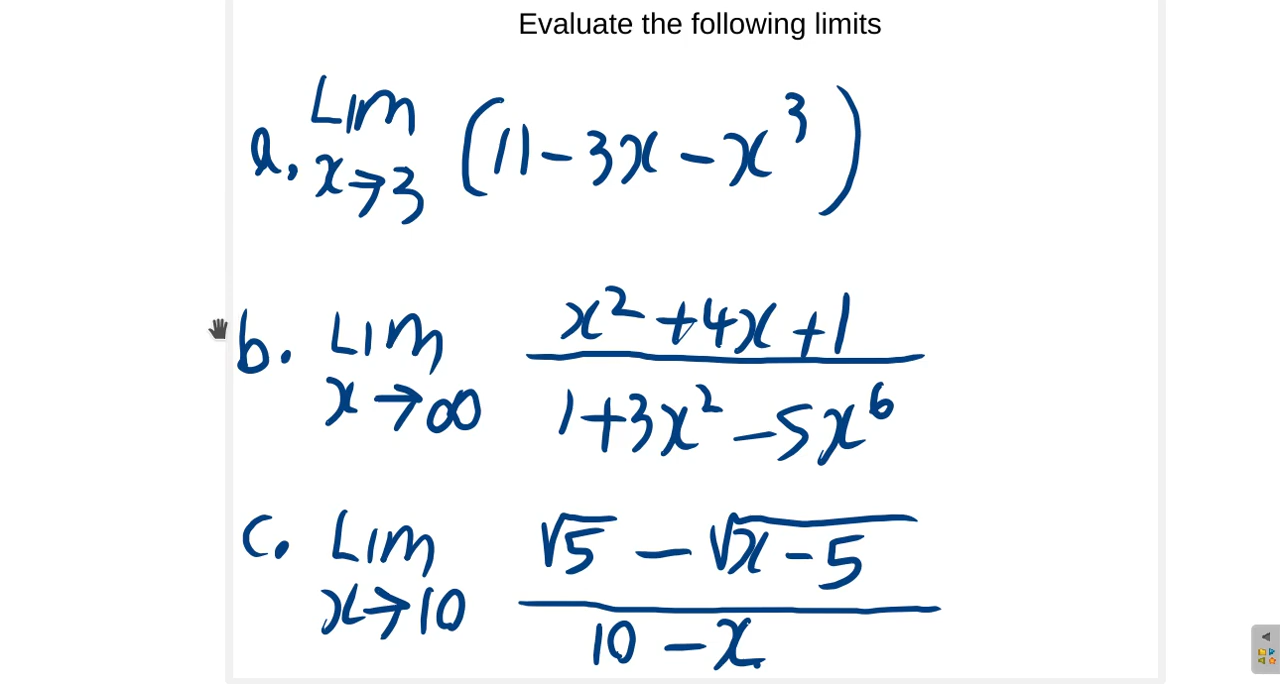 Evaluate the following limits
a, Lim x→3 (11 - 3x - x³)
b. Lim x→∞ (x² + 4x + 1)/(1 + 3x² - 5x⁶)
c. Lim x→10 (√5 - √(x - 5))/(10 - x)